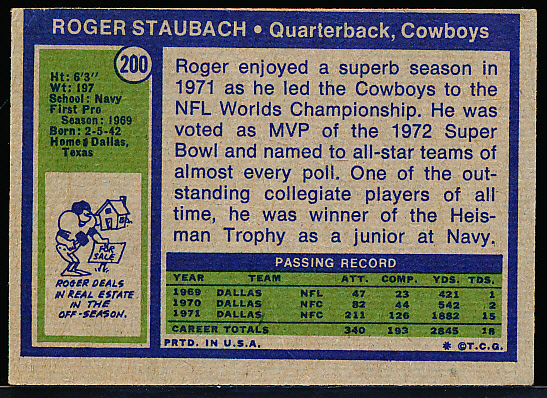 ROGER STAUBACH • Quarterback, Cowboys
200
Ht: 6'3"
Wt: 197
School: Navy
First Pro
Season: 1969
Born: 2-5-42
Home: Dallas,
Texas
Roger enjoyed a superb season in
1971 as he led the Cowboys to the
NFL Worlds Championship. He was
voted as MVP of the 1972 Super
Bowl and named to all-star teams of
almost every poll. One of the out-
standing collegiate players of all
time, he was winner of the Heis-
man Trophy as a junior at Navy.
FOR
SALE
ROGER DEALS
IN REAL ESTATE
IN THE
OFF-SEASON.
PASSING RECORD
YEAR TEAM ATT. COMP. YDS. TDS.
1969 DALLAS NFL 47 23 421 1
1970 DALLAS NFC 82 44 542 2
1971 DALLAS NFC 211 126 1882 15
CAREER TOTALS 340 193 2845 18
PRTD. IN U.S.A. * ©T.C.G.